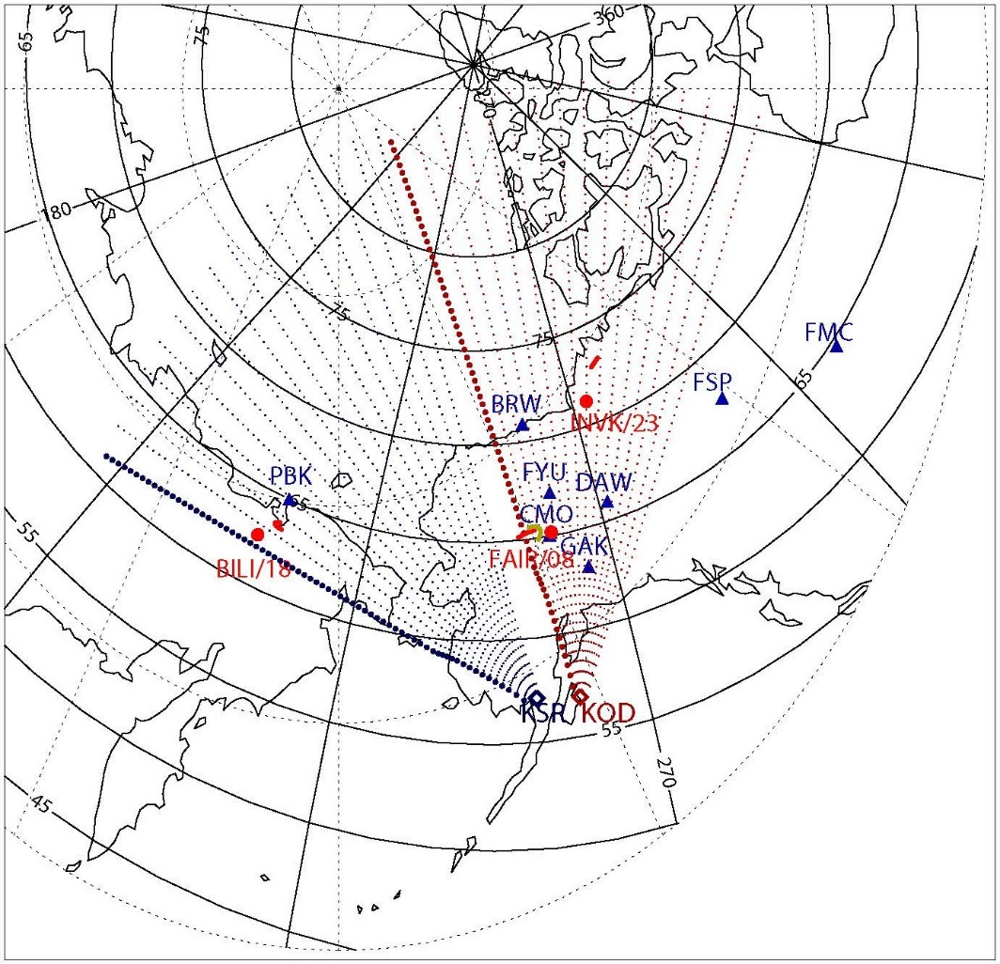 360
65
75
180
75
75
FMC
65
FSP
BRW
INVK/23
PBK
FYU
DAW
65
CMO
55
GAK
FAIR/08
BILI/18
KSR
KOD
55
270
45